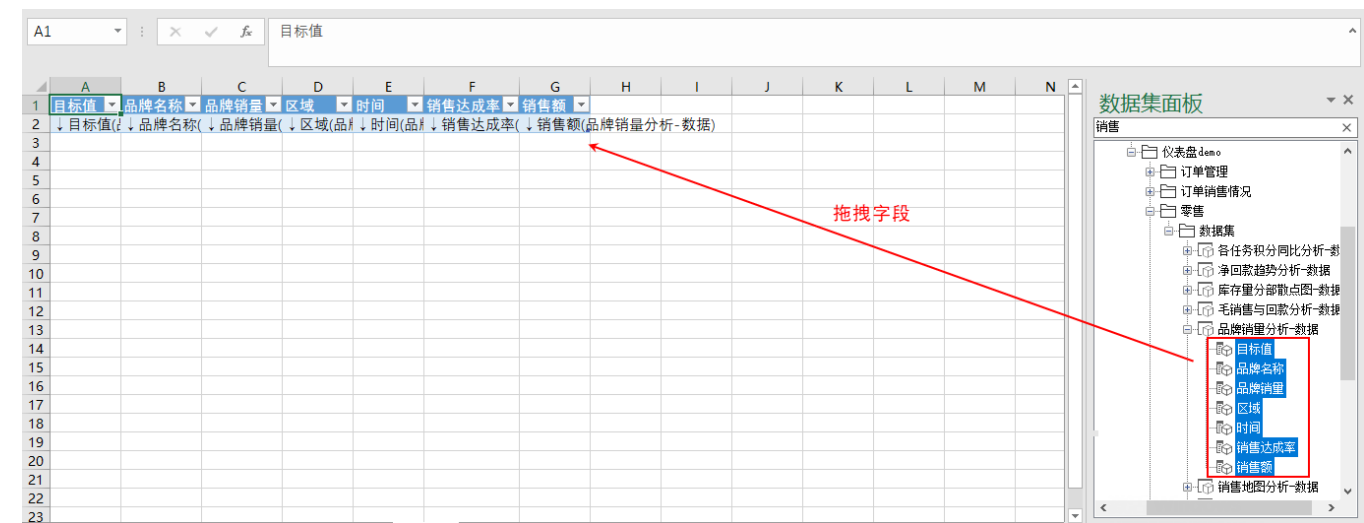 A1
fx
目标值
A B C D E F G H I J K L M N
1 目标值 品牌名称 品牌销量 区域 时间 销售达成率 销售额
2 ↓目标值( ↓品牌名称( ↓品牌销量( ↓区域(品 ↓时间(品 ↓销售达成率( ↓销售额(品牌销量分析-数据)
3
4
5
6
7
8
9
10
11
12
13
14
15
16
17
18
19
20
21
22
23
拖拽字段
数据集面板
销售
仪表盘demo
订单管理
订单销售情况
零售
数据集
各任务积分同比分析-数
净回款趋势分析-数据
库存量分部散点图-数据
毛销售与回款分析-数据
品牌销量分析-数据
目标值
品牌名称
品牌销量
区域
时间
销售达成率
销售额
销售地图分析-数据